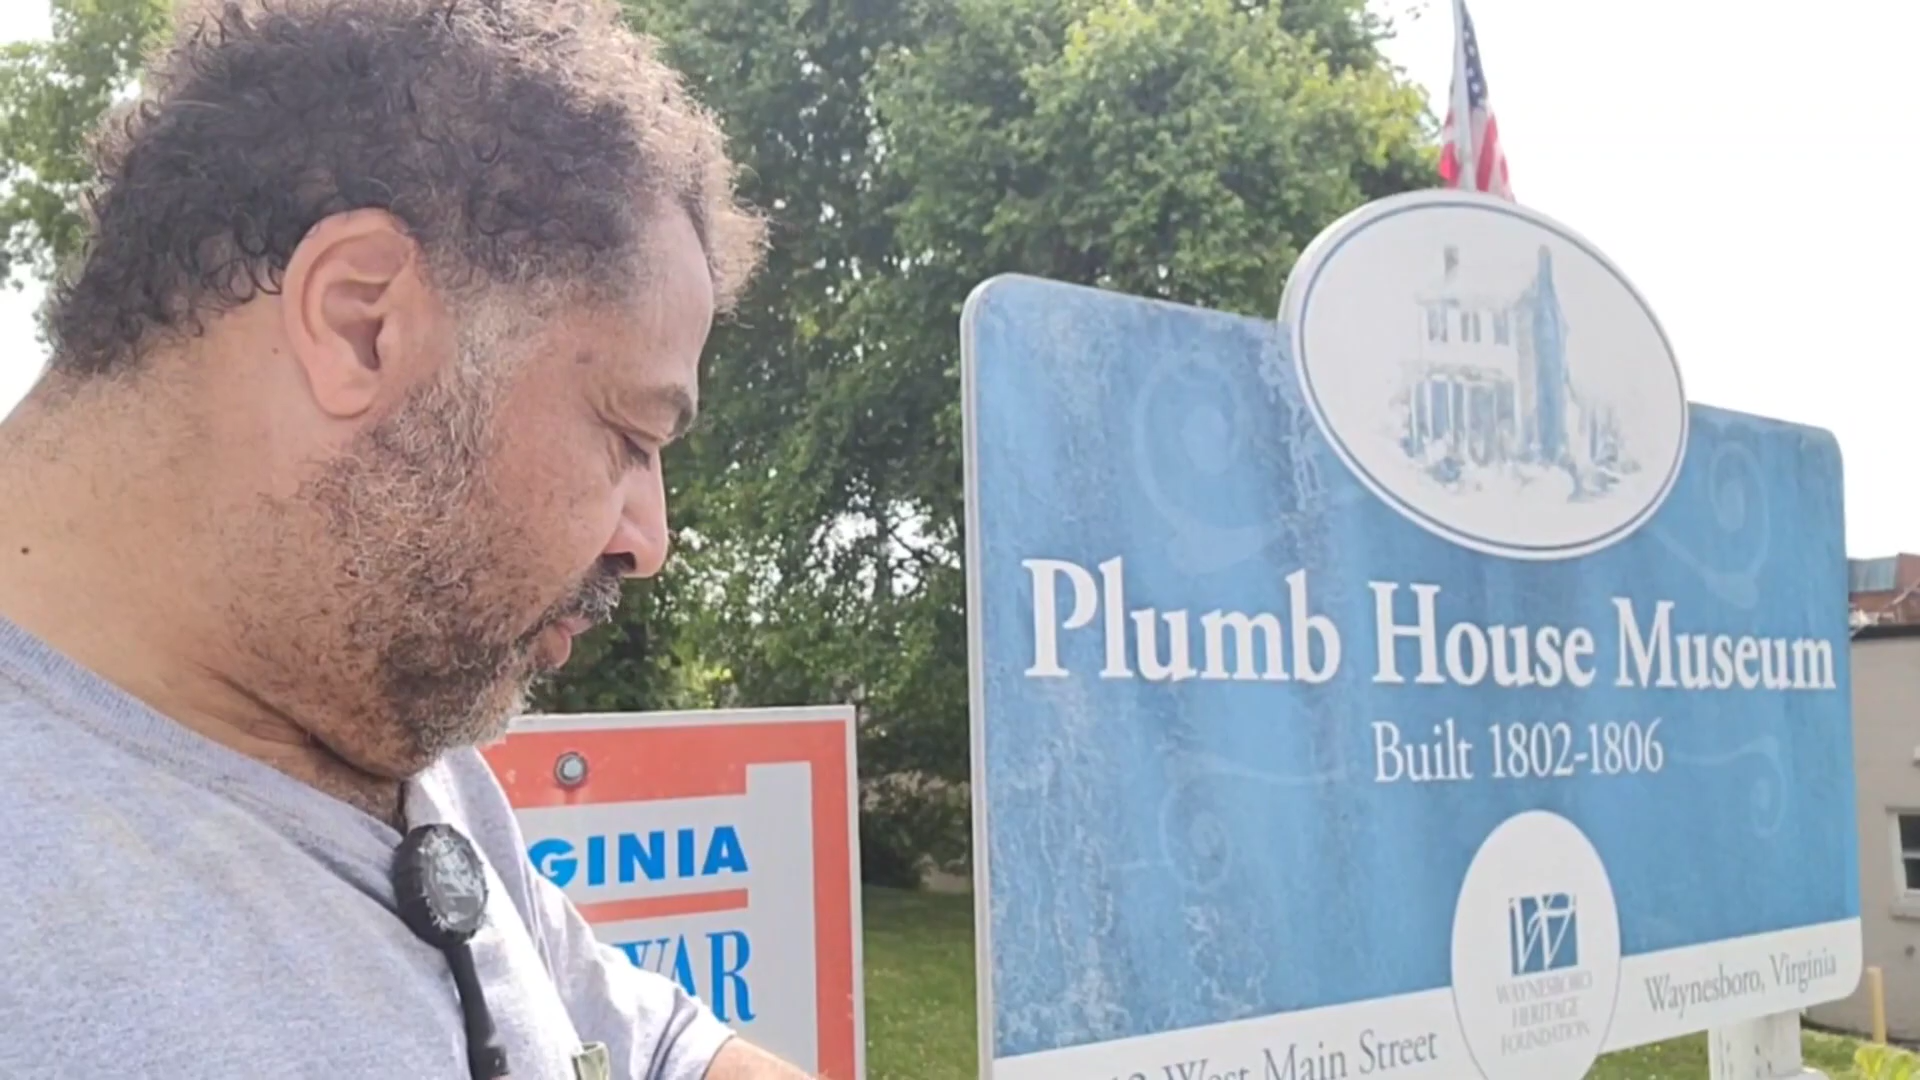 GINIA
WAR
Plumb House Museum
Built 1802-1806
WAYNESBORO
HERITAGE
FOUNDATION
West Main Street
Waynesboro, Virginia